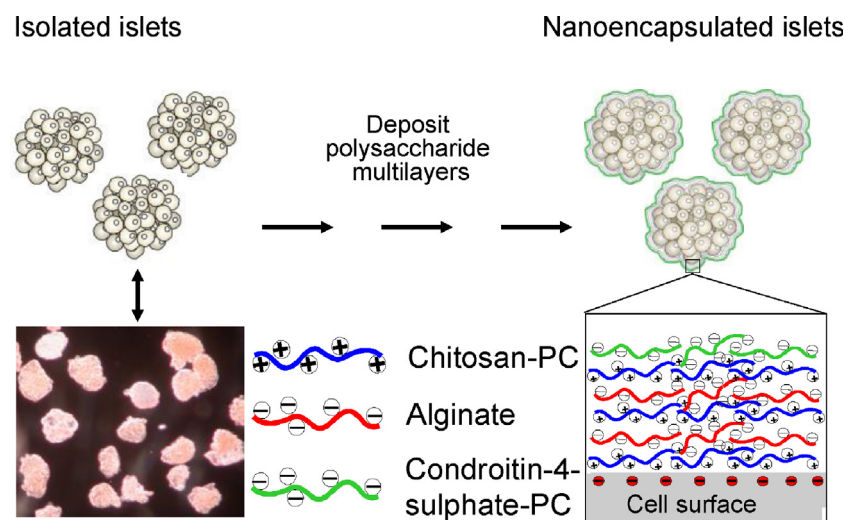 Isolated islets
Nanoencapsulated islets
Deposit
polysaccharide
multilayers
Chitosan-PC
Alginate
Condroitin-4-
sulphate-PC
Cell surface